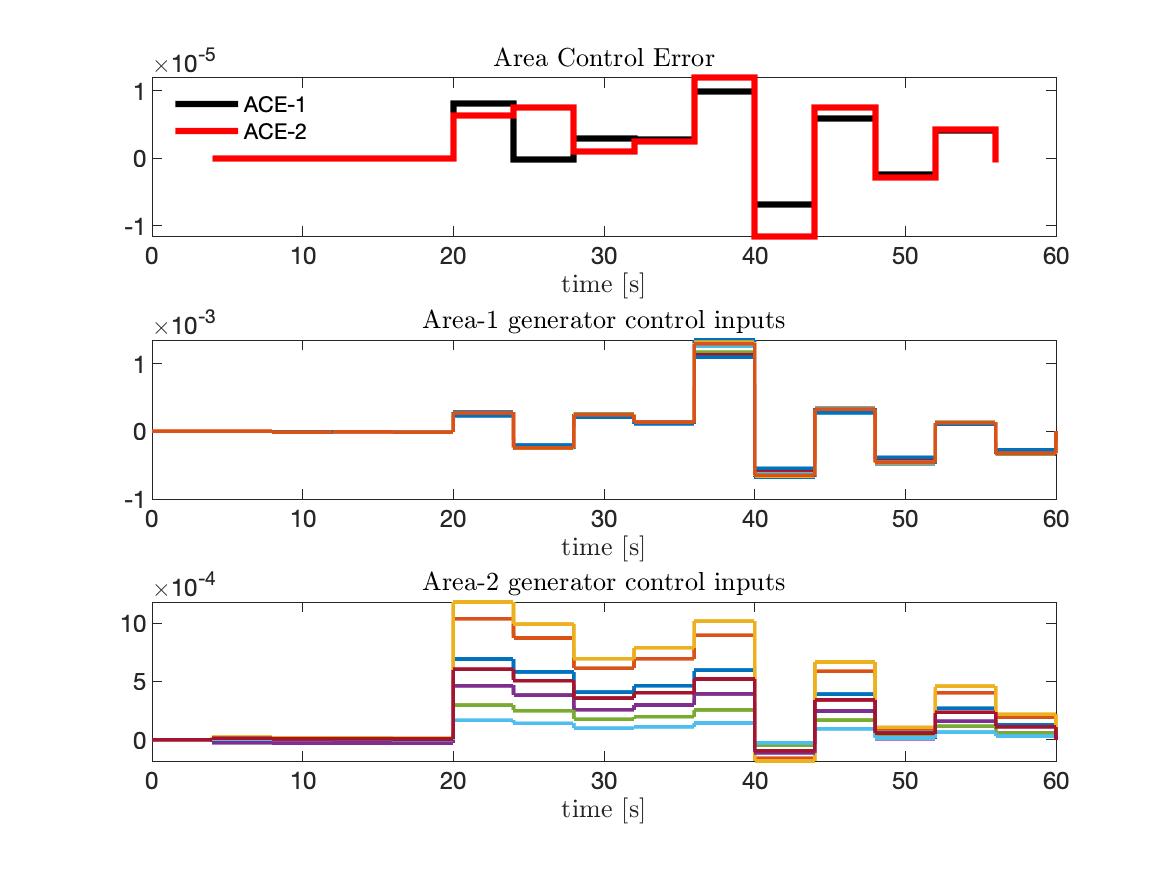 Area Control Error
×10-5
1
0
-1
ACE-1
ACE-2
0 10 20 30 40 50 60
time [s]
Area-1 generator control inputs
×10-3
1
0
-1
0 10 20 30 40 50 60
time [s]
Area-2 generator control inputs
×10-4
10
5
0
0 10 20 30 40 50 60
time [s]